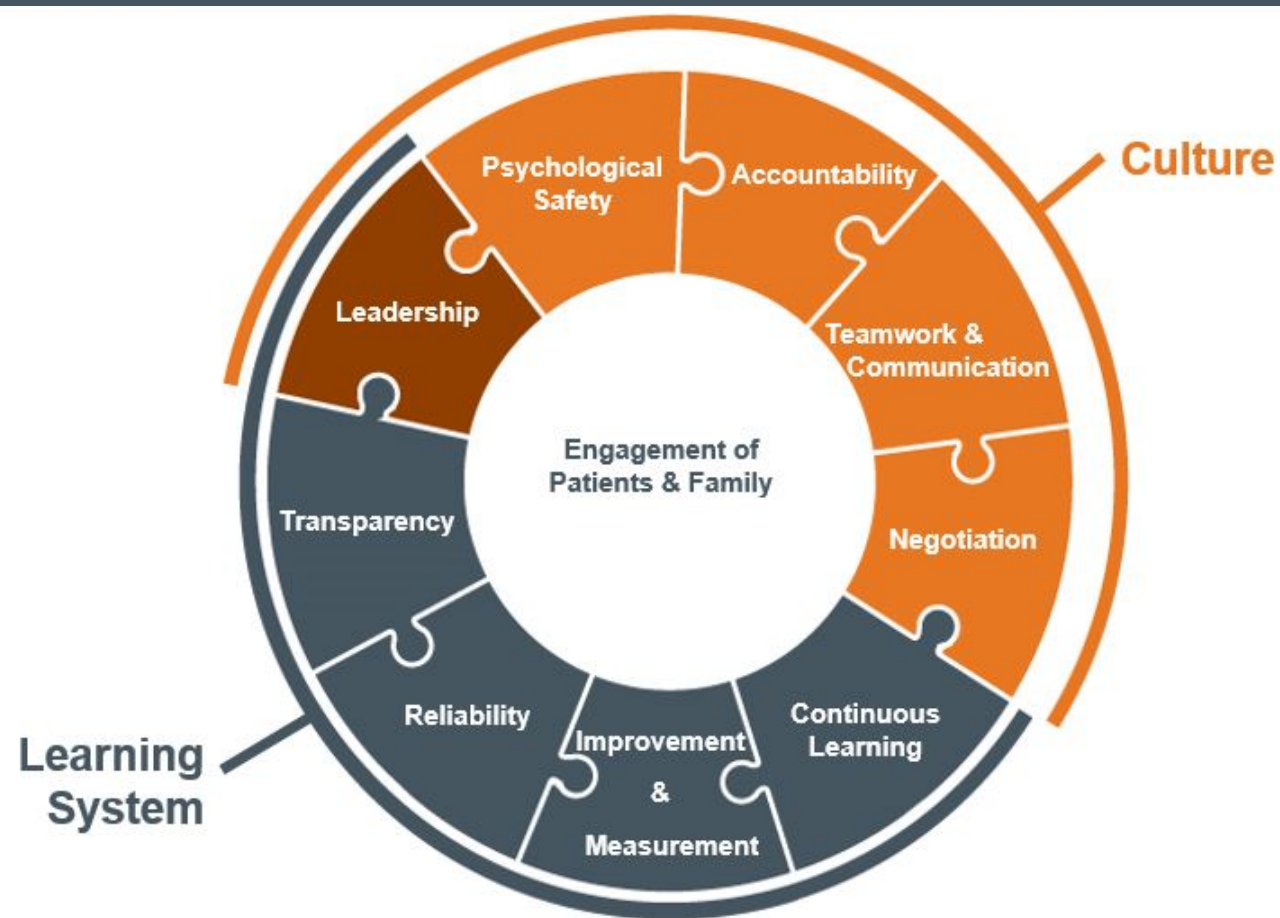 Culture
Psychological
Safety
Accountability
Leadership
Teamwork &
Communication
Engagement of
Patients & Family
Transparency
Negotiation
Reliability
Improvement
&
Measurement
Continuous
Learning
Learning
System